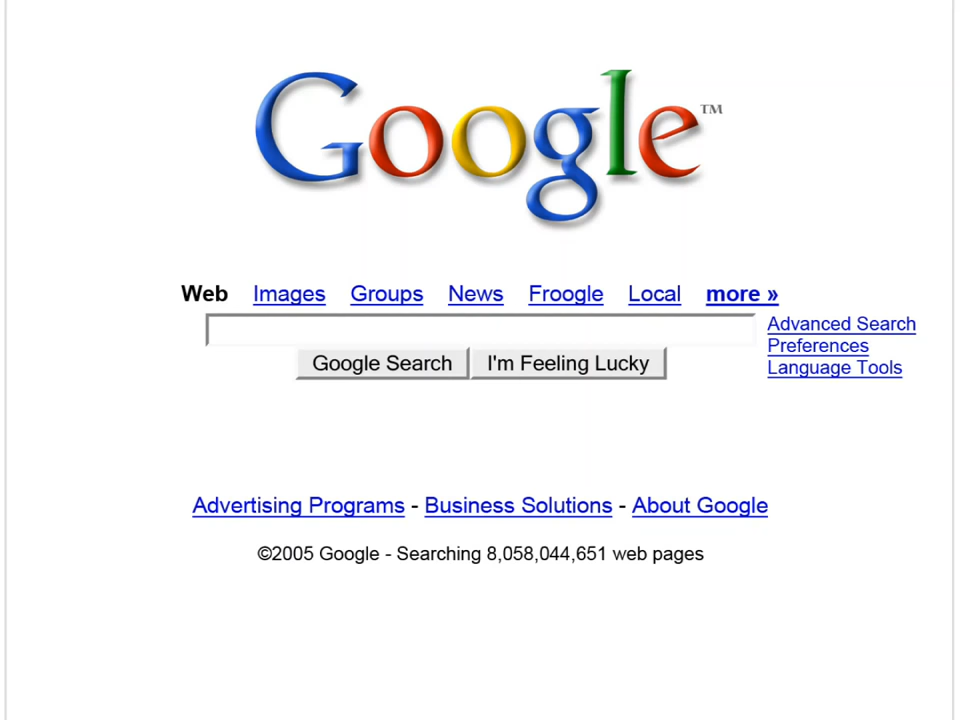 Google™
Web Images Groups News Froogle Local more »
Advanced Search
Preferences
Language Tools
Google Search I'm Feeling Lucky
Advertising Programs - Business Solutions - About Google
©2005 Google - Searching 8,058,044,651 web pages